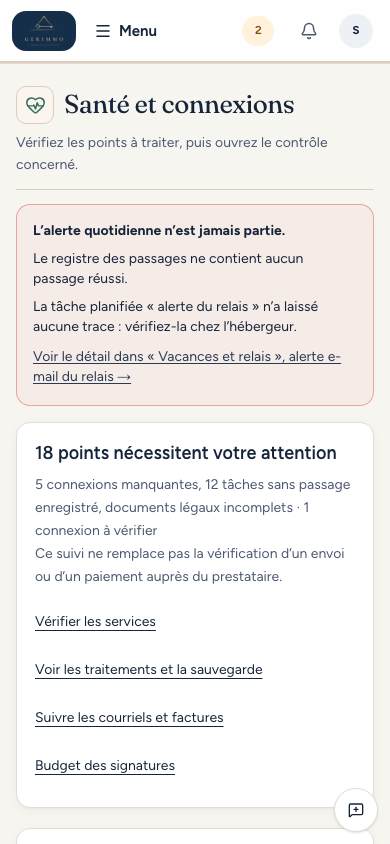 GERIMMO
Menu
2
S
Santé et connexions
Vérifiez les points à traiter, puis ouvrez le contrôle
concerné.
L’alerte quotidienne n’est jamais partie.
Le registre des passages ne contient aucun
passage réussi.
La tâche planifiée « alerte du relais » n’a laissé
aucune trace : vérifiez-la chez l’hébergeur.
Voir le détail dans « Vacances et relais », alerte e-
mail du relais →
18 points nécessitent votre attention
5 connexions manquantes, 12 tâches sans passage
enregistré, documents légaux incomplets · 1
connexion à vérifier
Ce suivi ne remplace pas la vérification d’un envoi
ou d’un paiement auprès du prestataire.
Vérifier les services
Voir les traitements et la sauvegarde
Suivre les courriels et factures
Budget des signatures